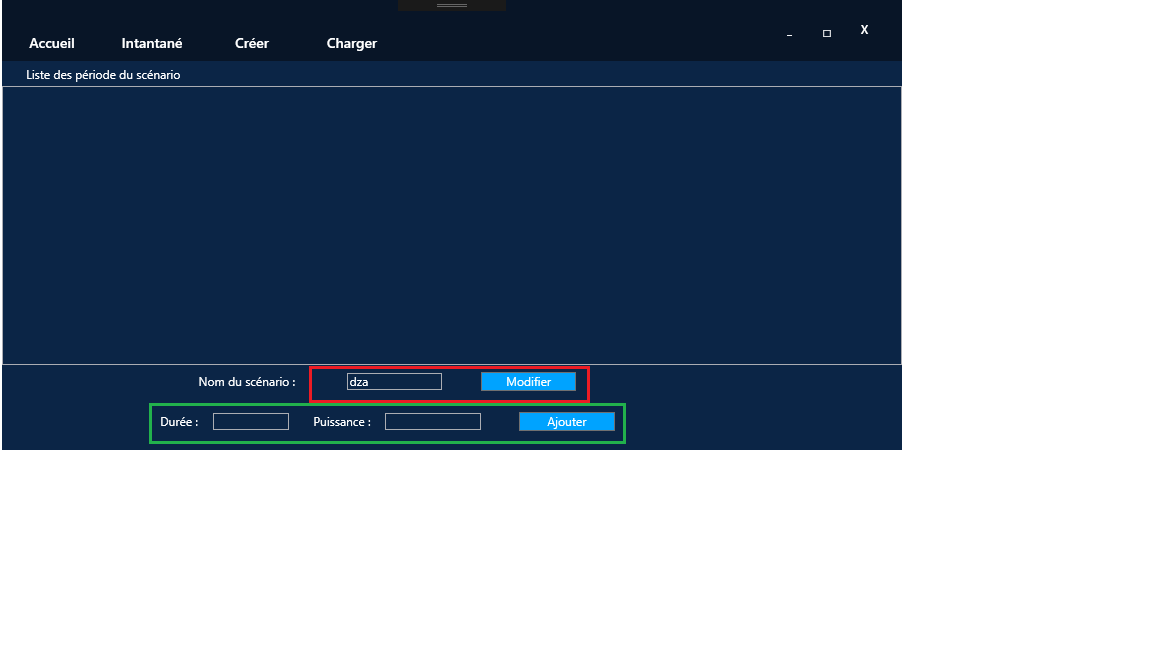 Accueil Intantané Créer Charger _ □ X
Liste des période du scénario
Nom du scénario : dza Modifier
Durée : Puissance : Ajouter